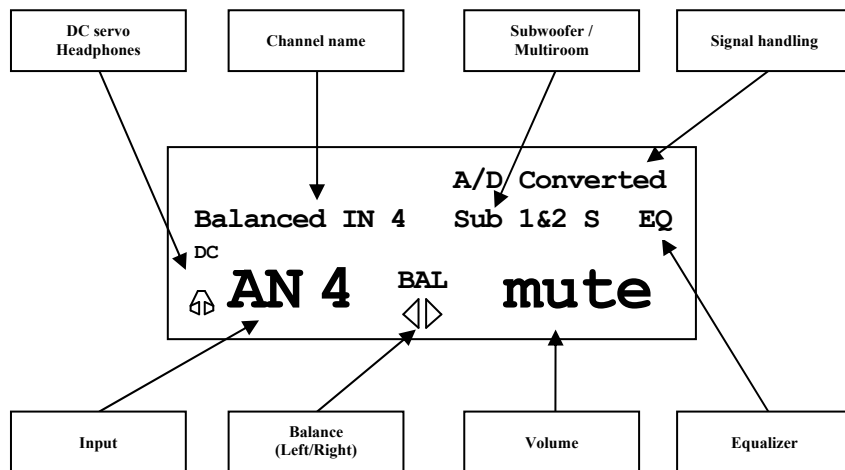 DC servo
Headphones
Channel name
Subwoofer /
Multiroom
Signal handling
A/D Converted
Balanced IN 4 Sub 1&2 S EQ
DC
AN 4 BAL mute
Input
Balance
(Left/Right)
Volume
Equalizer